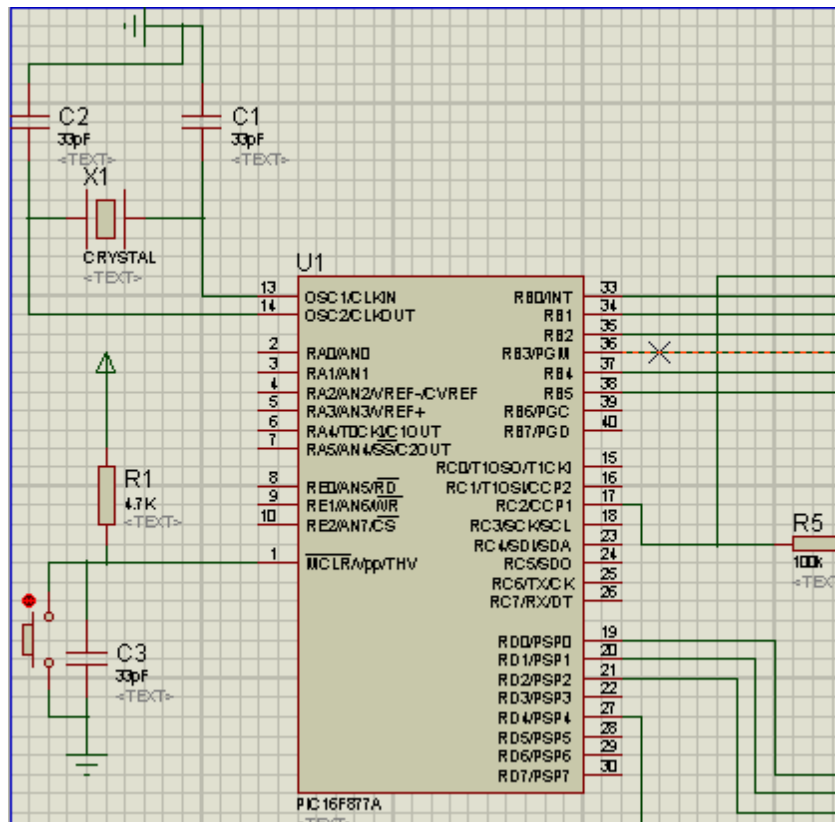 C2
33pF
<TEXT>
C1
33pF
<TEXT>
X1
CRYSTAL
<TEXT>
U1
13 OSC1/CLKIN
14 OSC2/CLKOUT
2 RA0/AN0
3 RA1/AN1
4 RA2/AN2/VREF-/CVREF
5 RA3/AN3/VREF+
6 RA4/T0CKI/C1OUT
7 RA5/AN4/SS/C2OUT
8 RE0/AN5/RD
9 RE1/AN6/WR
10 RE2/AN7/CS
1 MCLR/Vpp/THV
RB0/INT 33
RB1 34
RB2 35
RB3/PGM 36
RB4 37
RB5 38
RB6/PGC 39
RB7/PGD 40
RC0/T1OSO/T1CKI 15
RC1/T1OSI/CCP2 16
RC2/CCP1 17
RC3/SCK/SCL 18
RC4/SDI/SDA 23
RC5/SDO 24
RC6/TX/CK 25
RC7/RX/DT 26
RD0/PSP0 19
RD1/PSP1 20
RD2/PSP2 21
RD3/PSP3 22
RD4/PSP4 27
RD5/PSP5 28
RD6/PSP6 29
RD7/PSP7 30
PIC16F877A
<TEXT>
R1
4.7K
<TEXT>
C3
33pF
<TEXT>
R5
100k